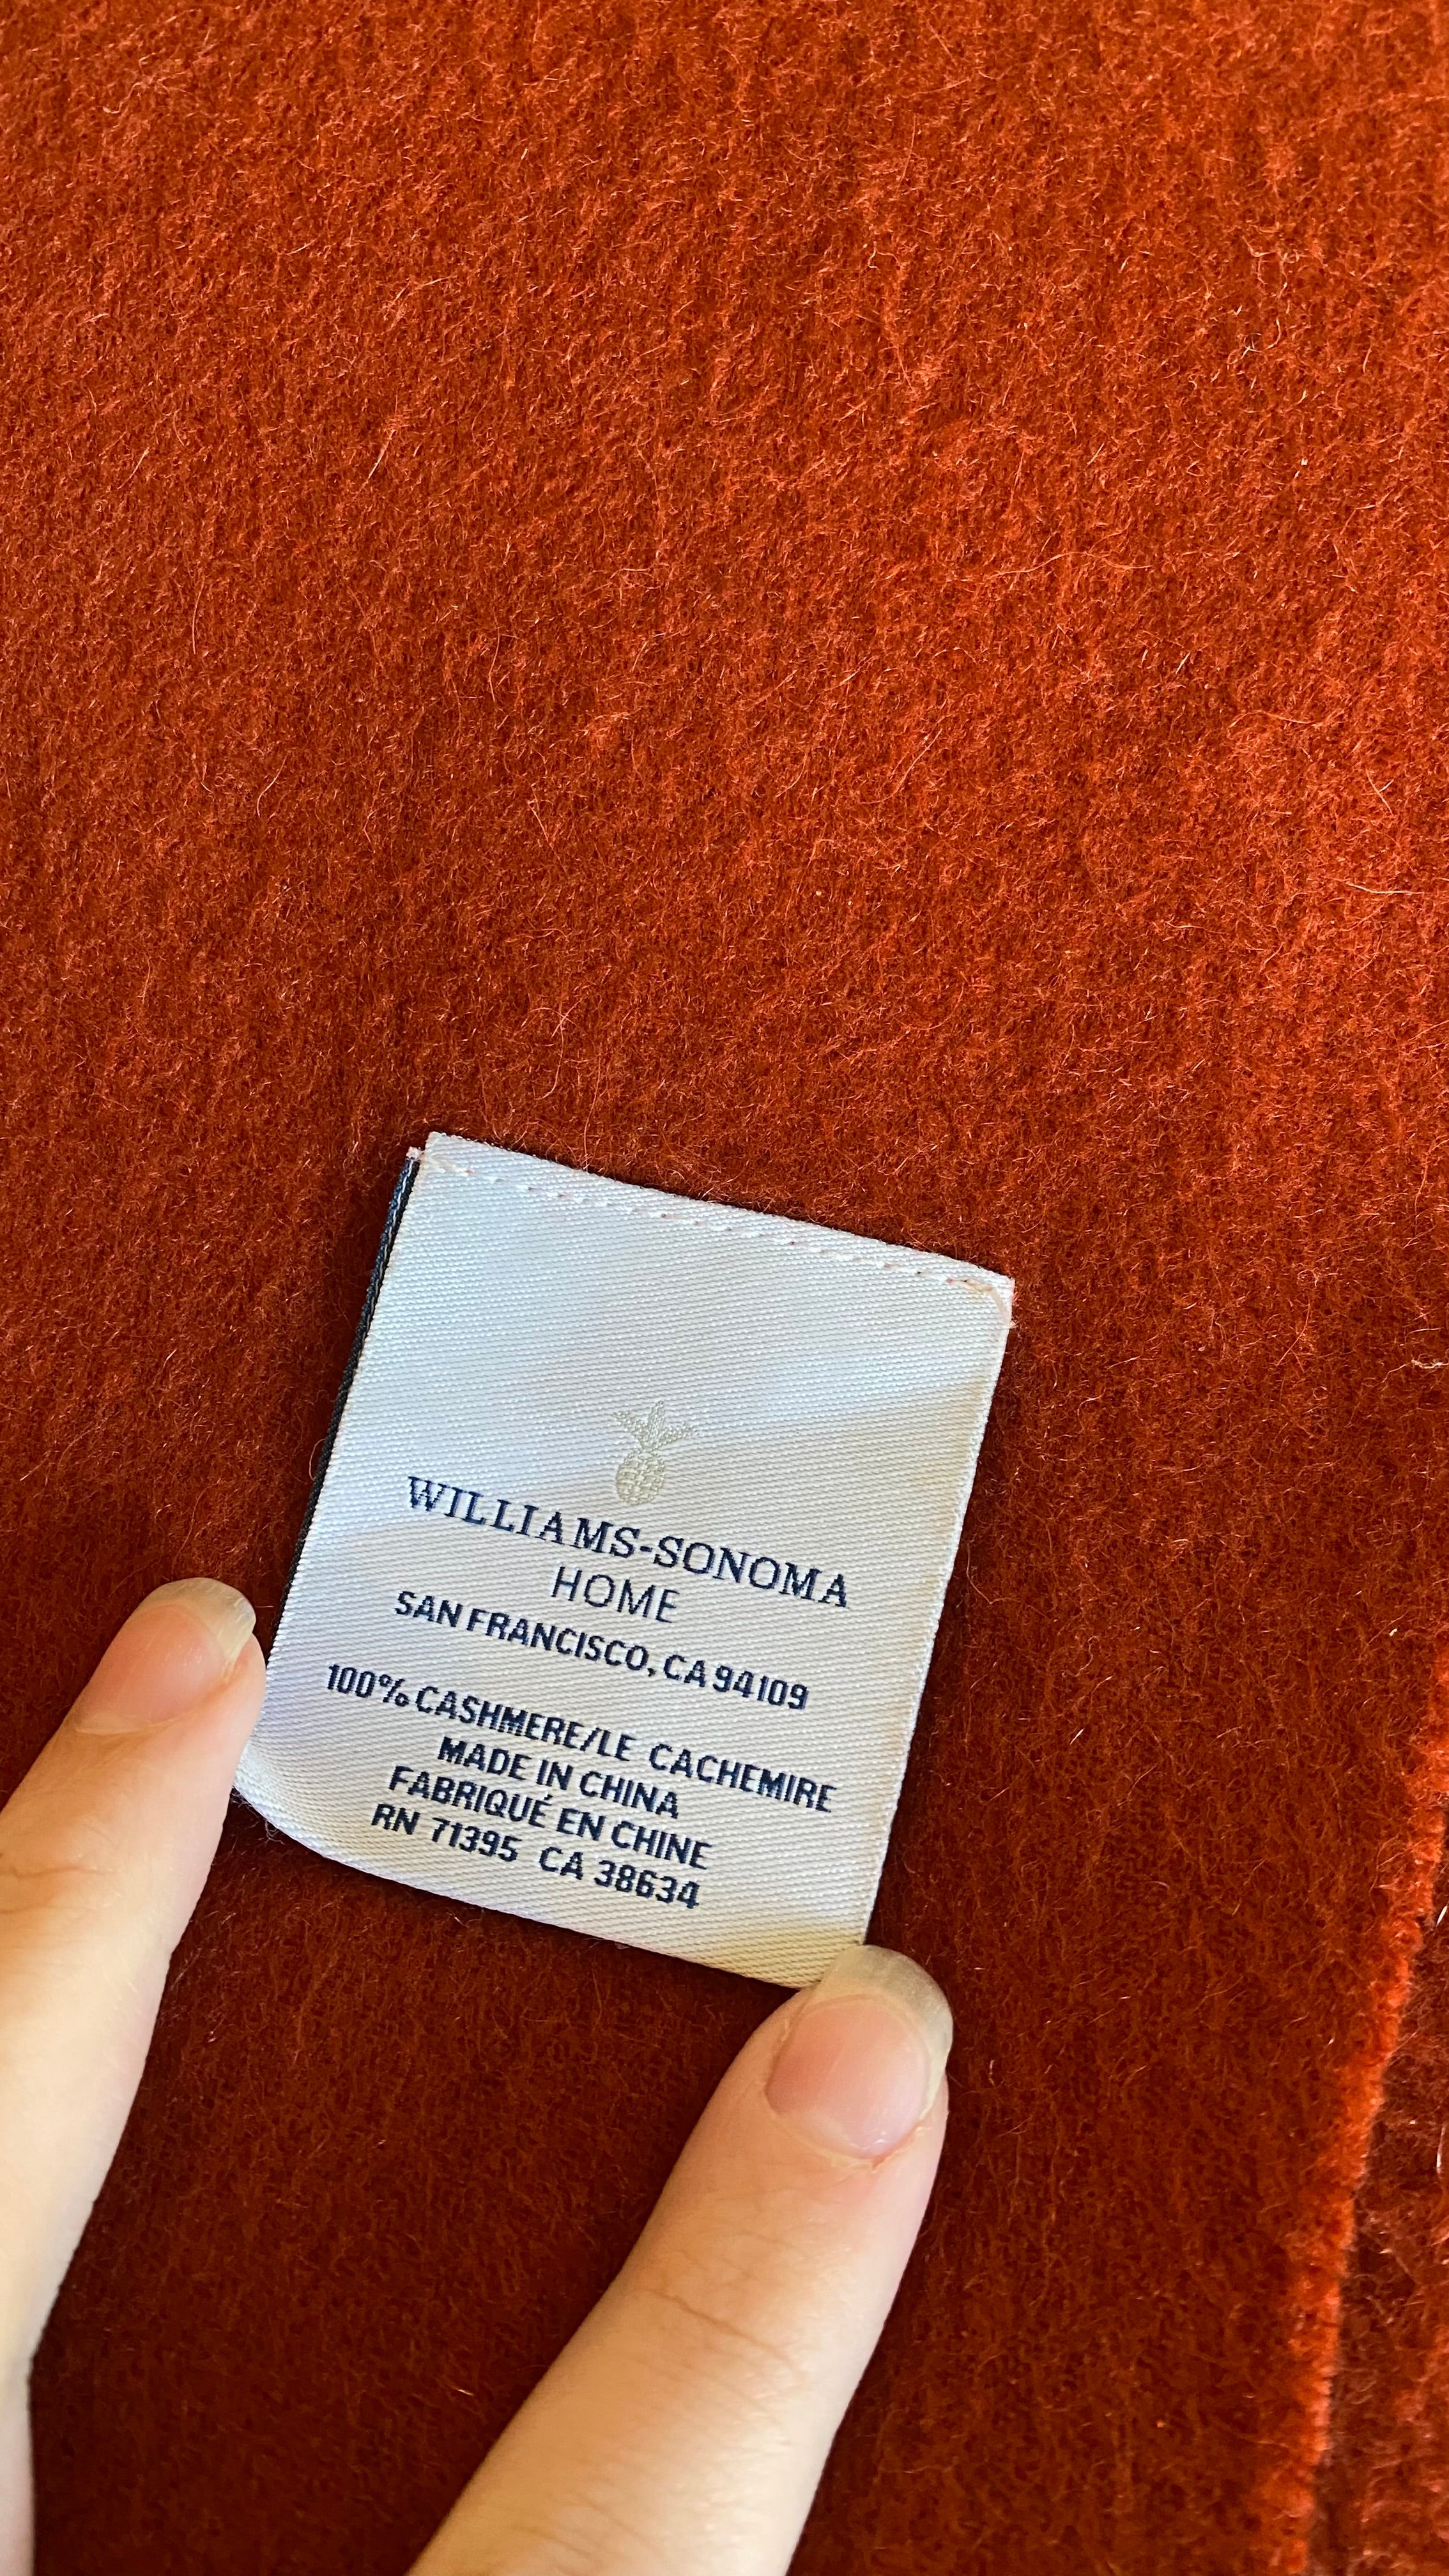 WILLIAMS-SONOMA
HOME
SAN FRANCISCO, CA 94109
100% CASHMERE/LE CACHEMIRE
MADE IN CHINA
FABRIQUÉ EN CHINE
RN 71395 CA 38634